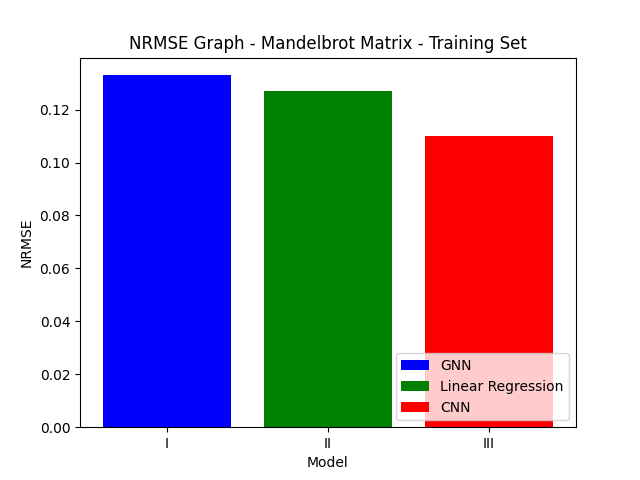 NRMSE Graph - Mandelbrot Matrix - Training Set
NRMSE
0.12
0.10
0.08
0.06
0.04
0.02
0.00
GNN
Linear Regression
CNN
I
II
III
Model